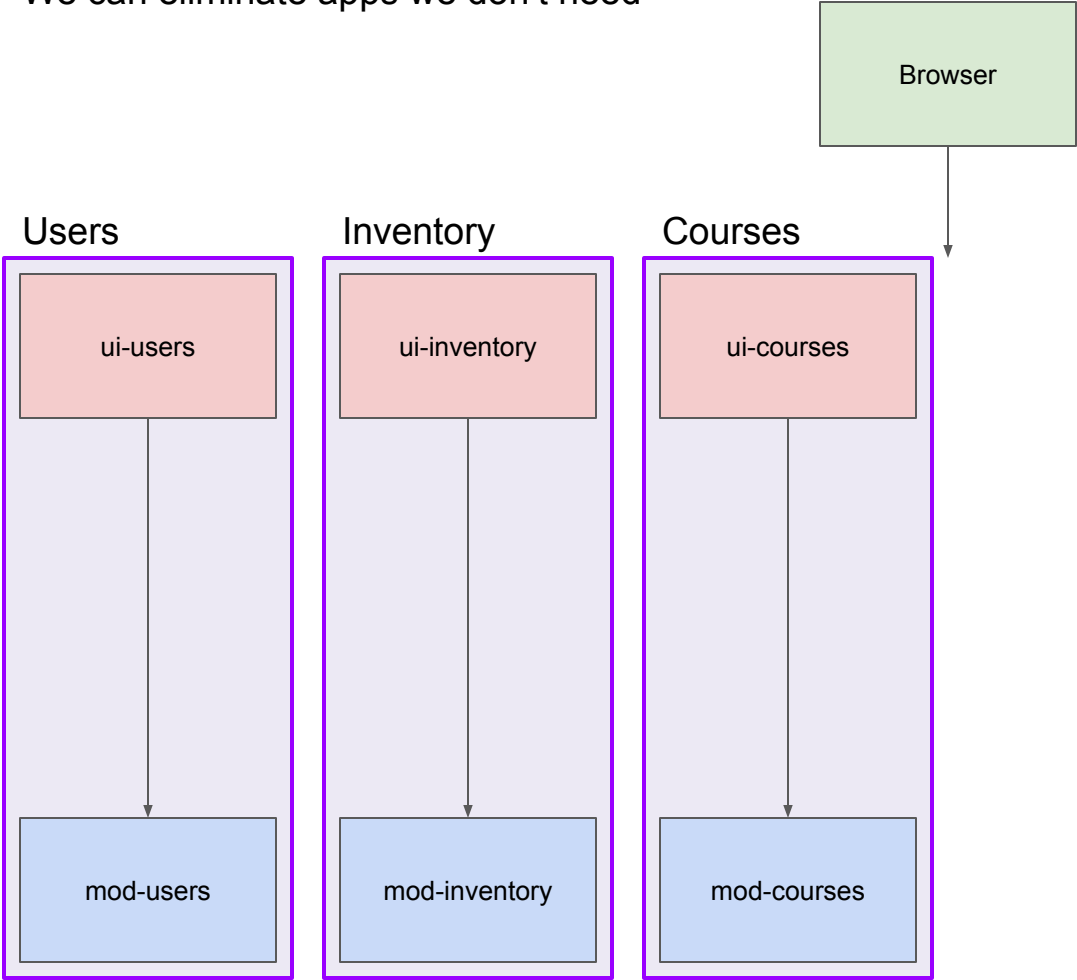 We can eliminate apps we don't need
Browser
Users
Inventory
Courses
ui-users
ui-inventory
ui-courses
mod-users
mod-inventory
mod-courses